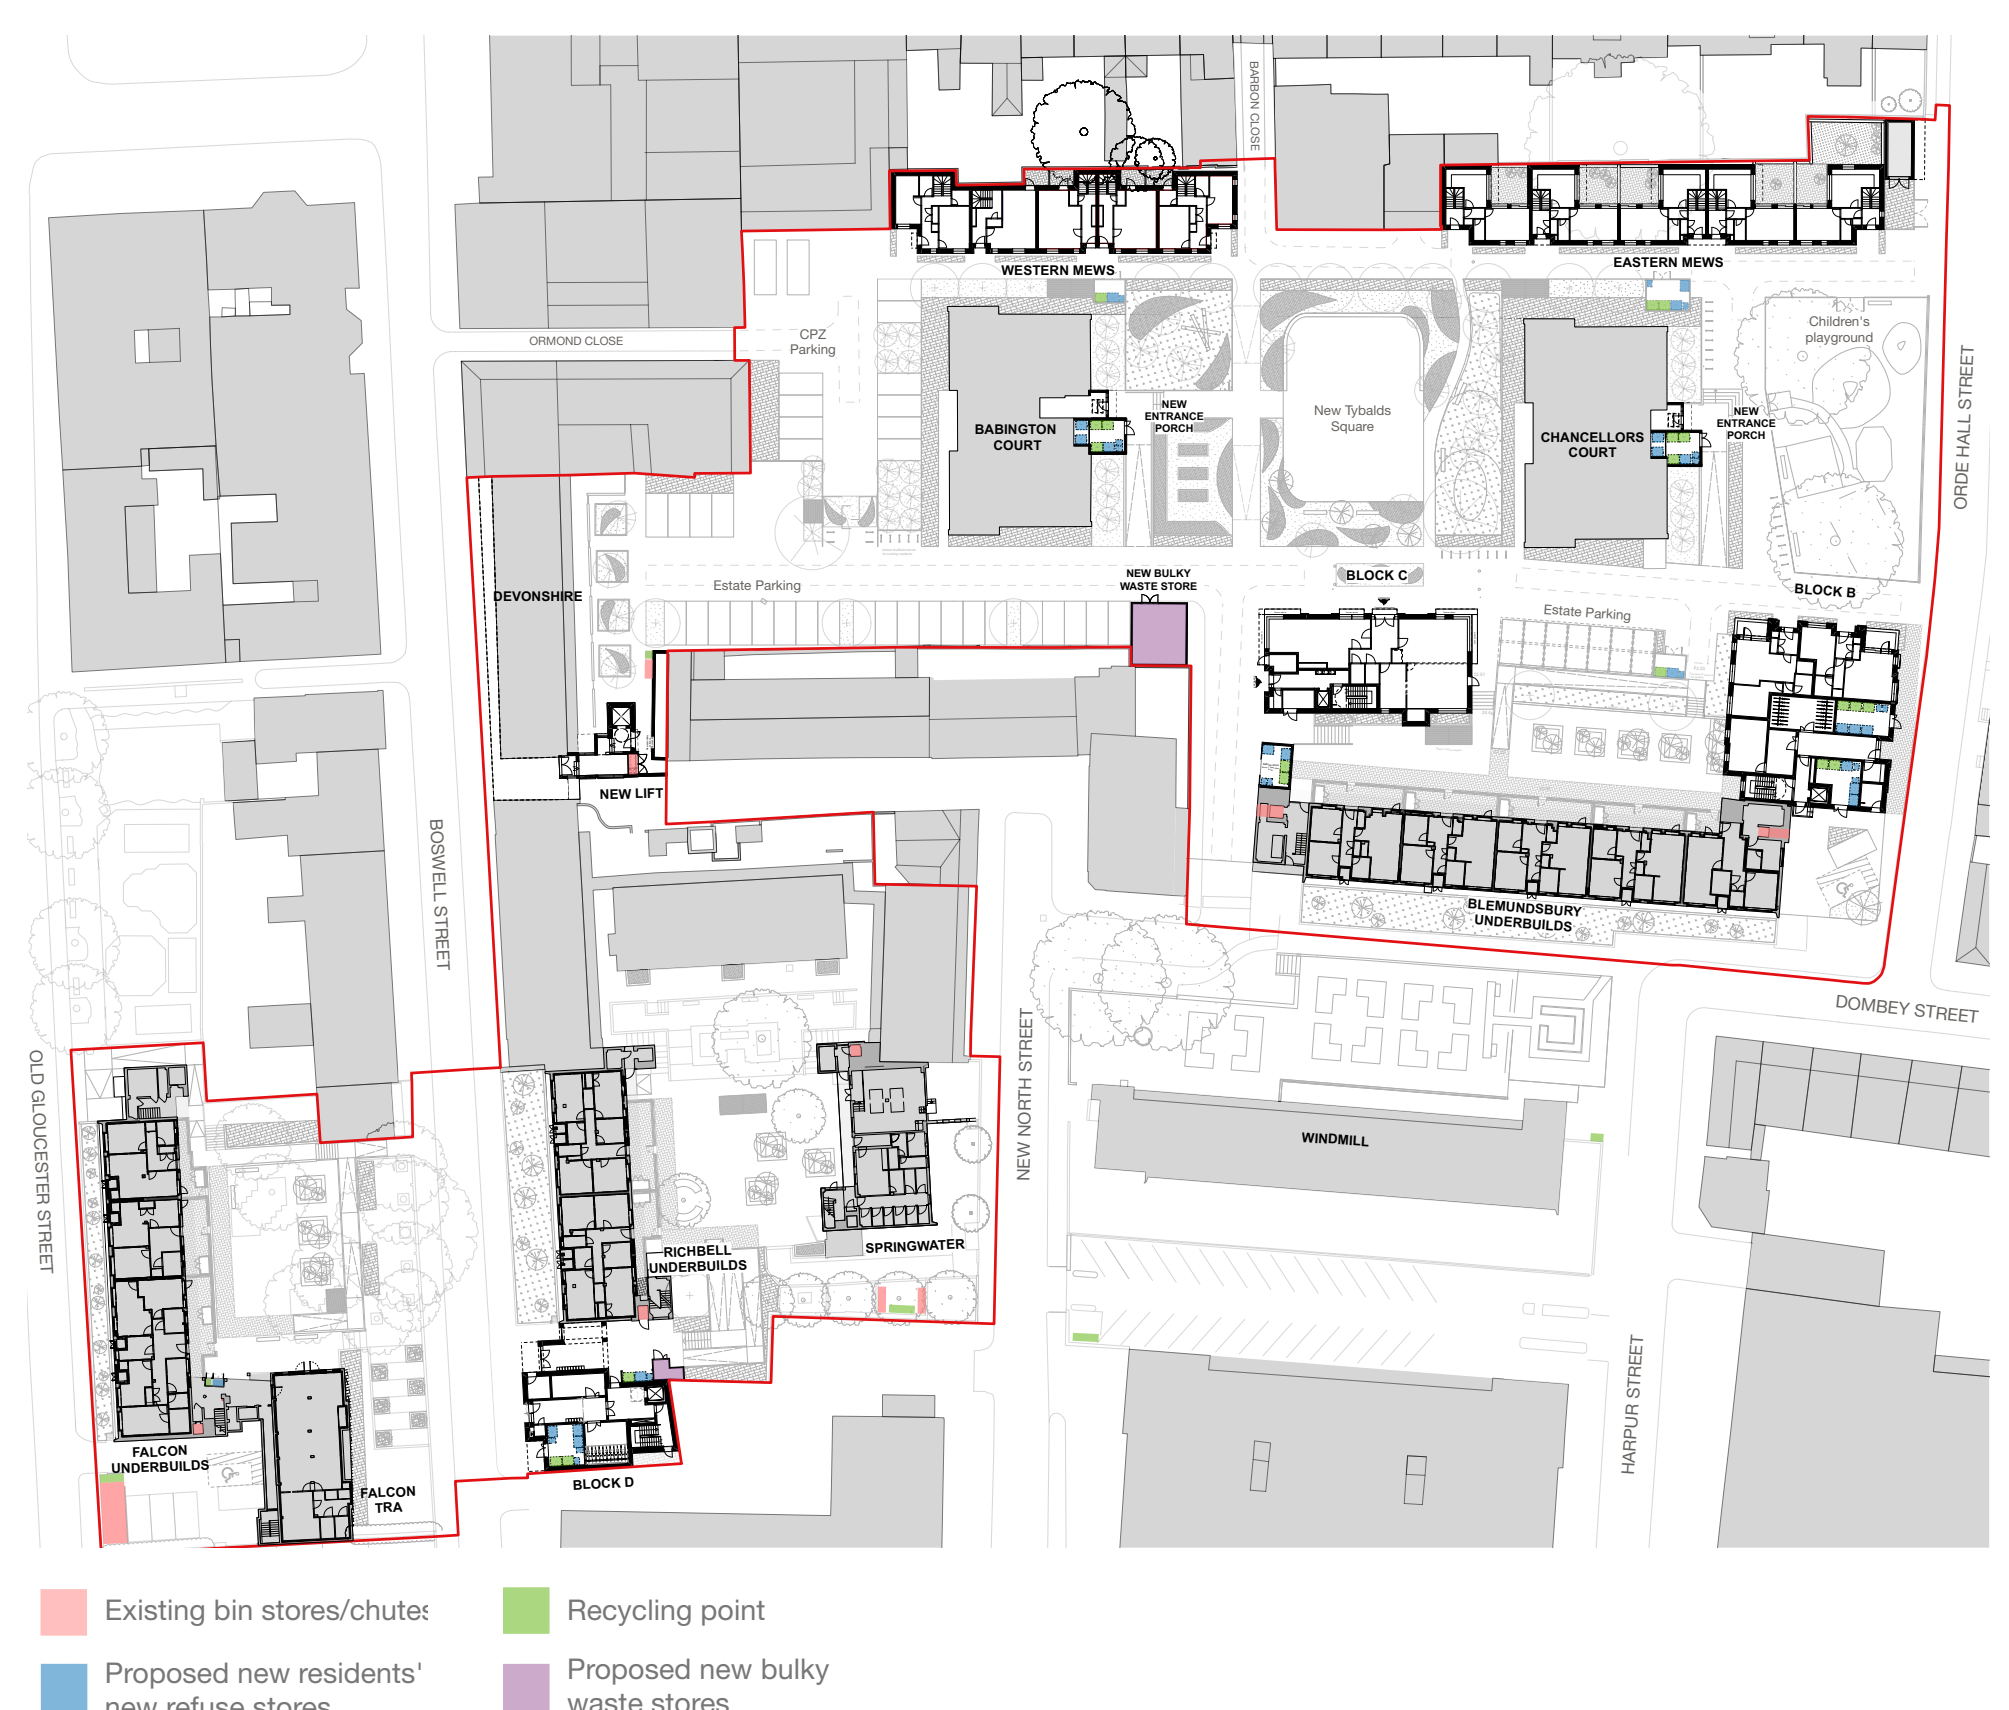 BARBON CLOSE
WESTERN MEWS
EASTERN MEWS
CPZ
Parking
Children's
playground
ORMOND CLOSE
ORDE HALL STREET
NEW
ENTRANCE
PORCH
New Tybalds
Square
NEW
ENTRANCE
PORCH
BABINGTON
COURT
CHANCELLORS
COURT
NEW BULKY
WASTE STORE
BLOCK C
BLOCK B
Estate Parking
DEVONSHIRE
Estate Parking
NEW LIFT
BOSWELL STREET
BLEMUNDSBURY
UNDERBUILDS
DOMBEY STREET
OLD GLOUCESTER STREET
NEW NORTH STREET
WINDMILL
RICHBELL
UNDERBUILDS
SPRINGWATER
HARPUR STREET
FALCON
UNDERBUILDS
FALCON
TRA
BLOCK D
Existing bin stores/chutes
Recycling point
Proposed new residents'
new refuse stores
Proposed new bulky
waste stores